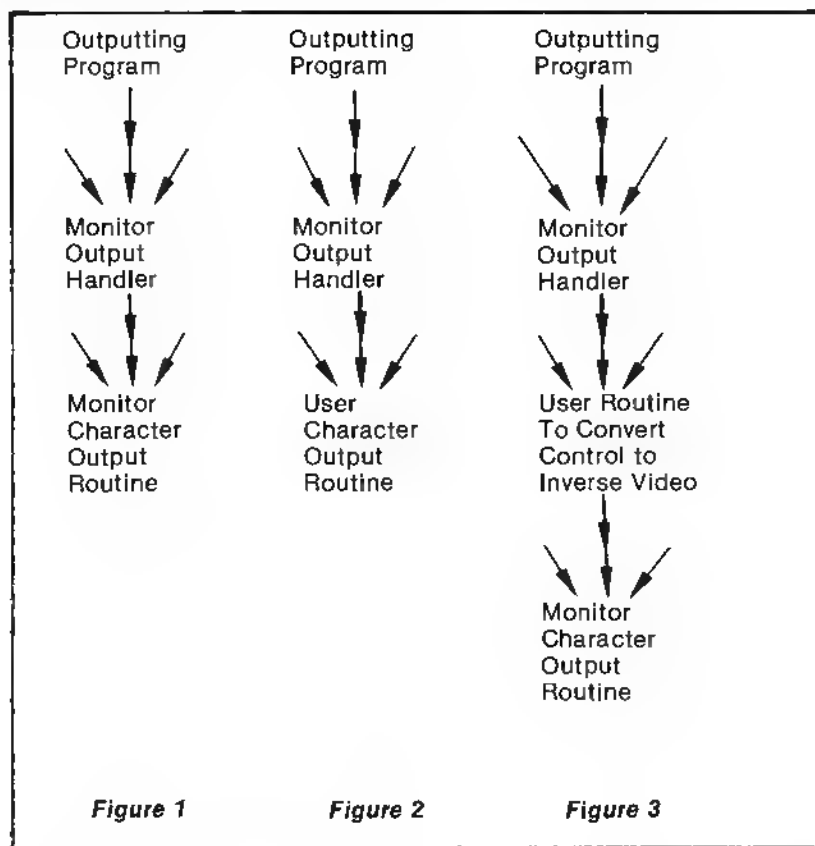 Outputting
Program
Monitor
Output
Handler
Monitor
Character
Output
Routine
Figure 1
Outputting
Program
Monitor
Output
Handler
User
Character
Output
Routine
Figure 2
Outputting
Program
Monitor
Output
Handler
User Routine
To Convert
Control to
Inverse Video
Monitor
Character
Output
Routine
Figure 3